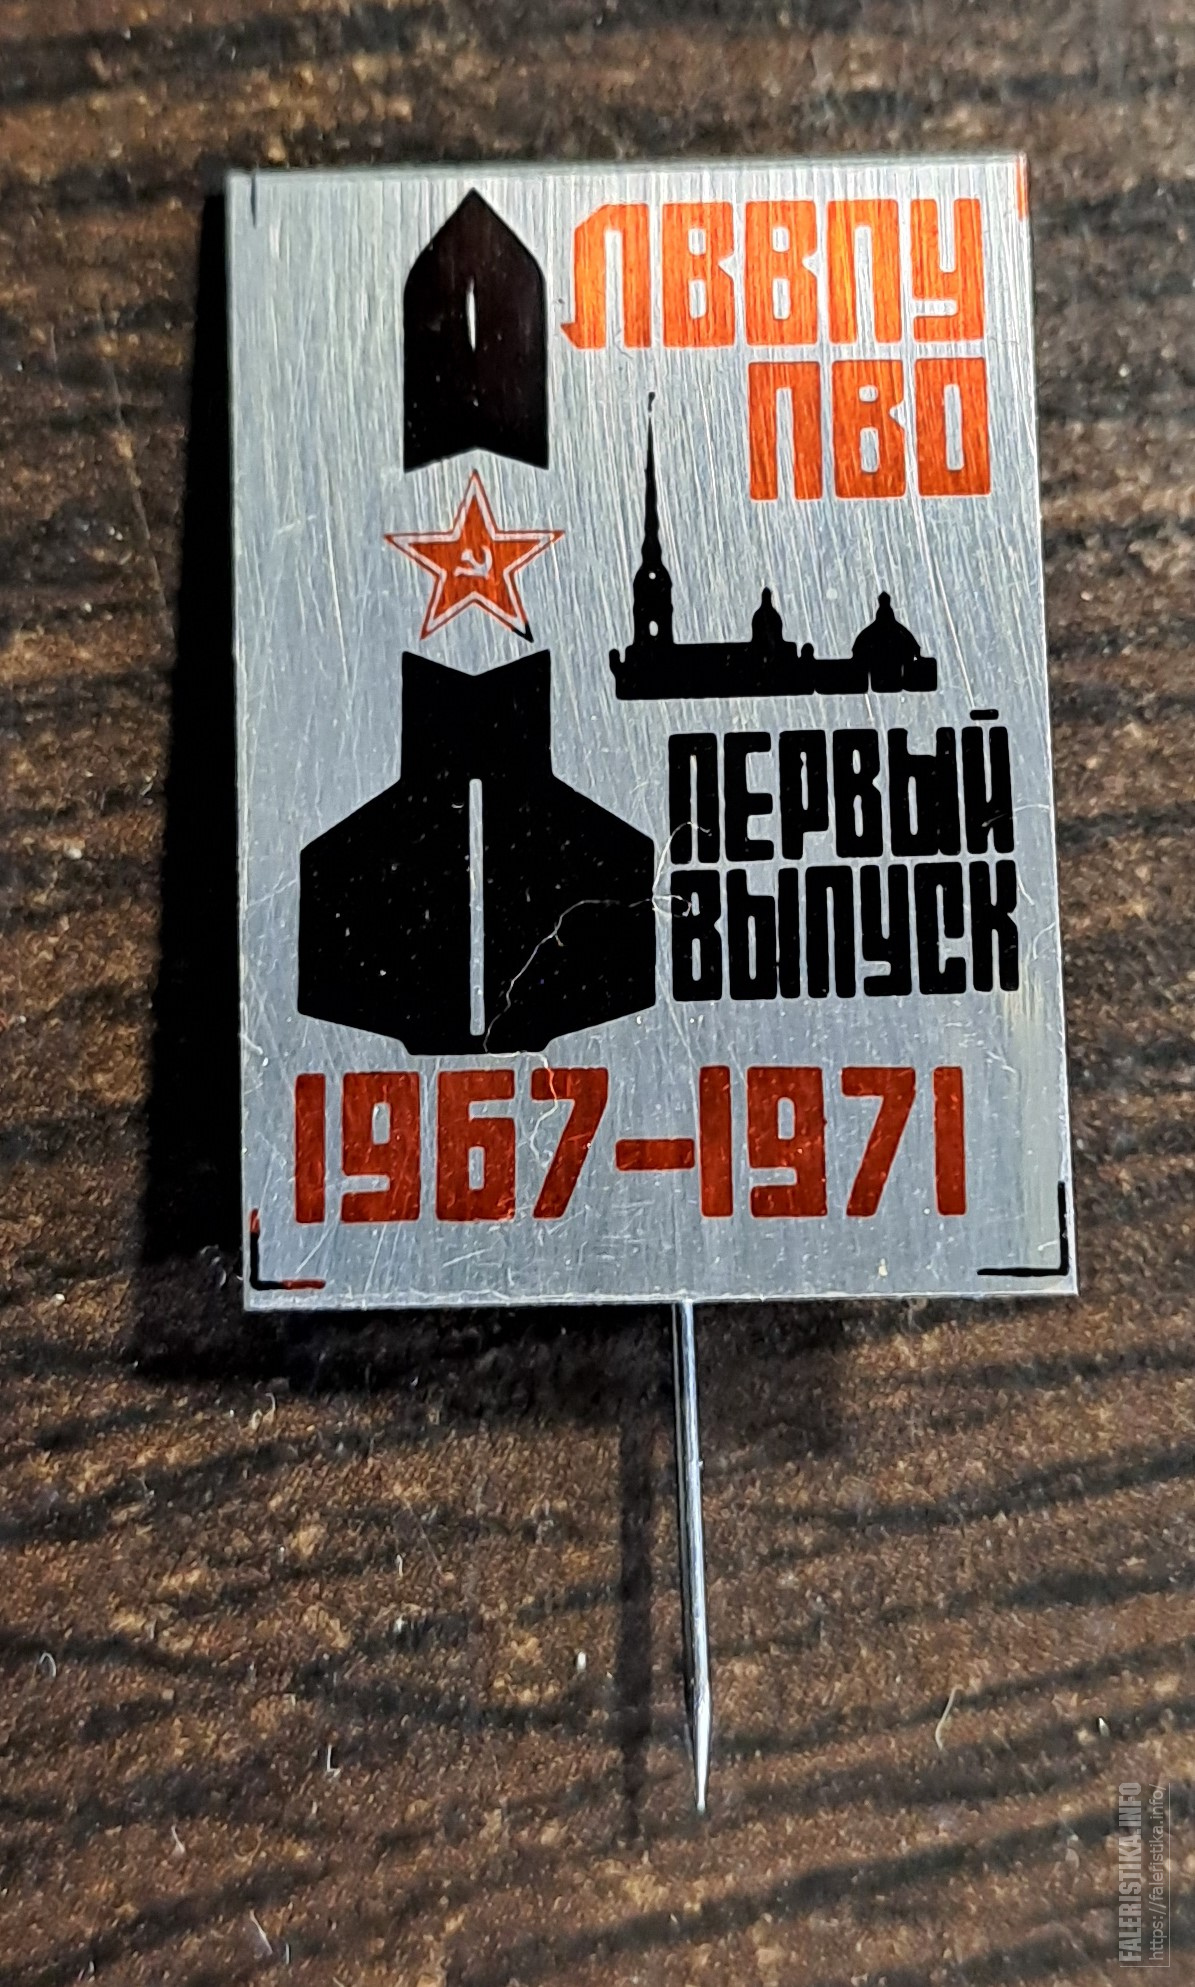 ЛВВПУ
ПВО
ПЕРВЫЙ
ВЫПУСК
1967-1971
FALERISTIKA.INFO
https://faleristika.info/